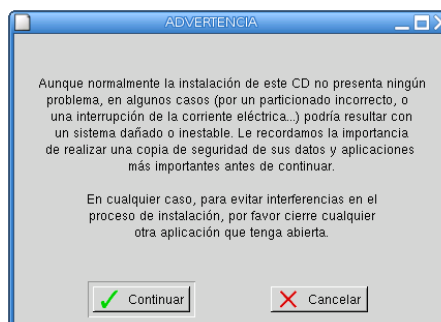 ADVERTENCIA
Aunque normalmente la instalación de este CD no presenta ningún
problema, en algunos casos (por un particionado incorrecto, o
una interrupción de la corriente eléctrica...) podría resultar con
un sistema dañado o inestable. Le recordamos la importancia
de realizar una copia de seguridad de sus datos y aplicaciones
más importantes antes de continuar.
En cualquier caso, para evitar interferencias en el
proceso de instalación, por favor cierre cualquier
otra aplicación que tenga abierta.
Continuar
Cancelar